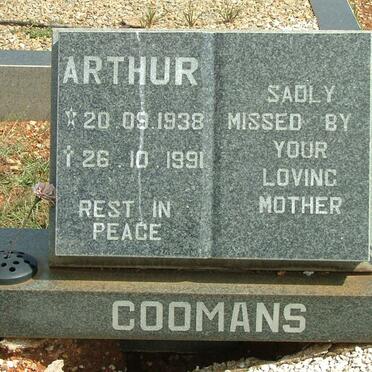 ARTHUR
☆ 20.09.1938
† 26.10.1991
REST IN
PEACE
SADLY
MISSED BY
YOUR
LOVING
MOTHER
COOMANS